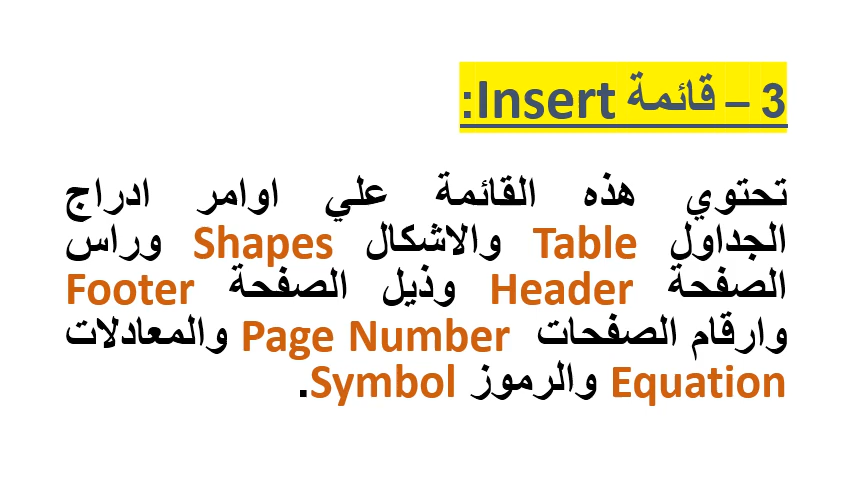 3 – قائمة Insert:
تحتوي هذه القائمة علي اوامر ادراج
الجداول Table والاشكال Shapes وراس
الصفحة Header وذيل الصفحة Footer
وارقام الصفحات Page Number والمعادلات
Equation والرموز Symbol.